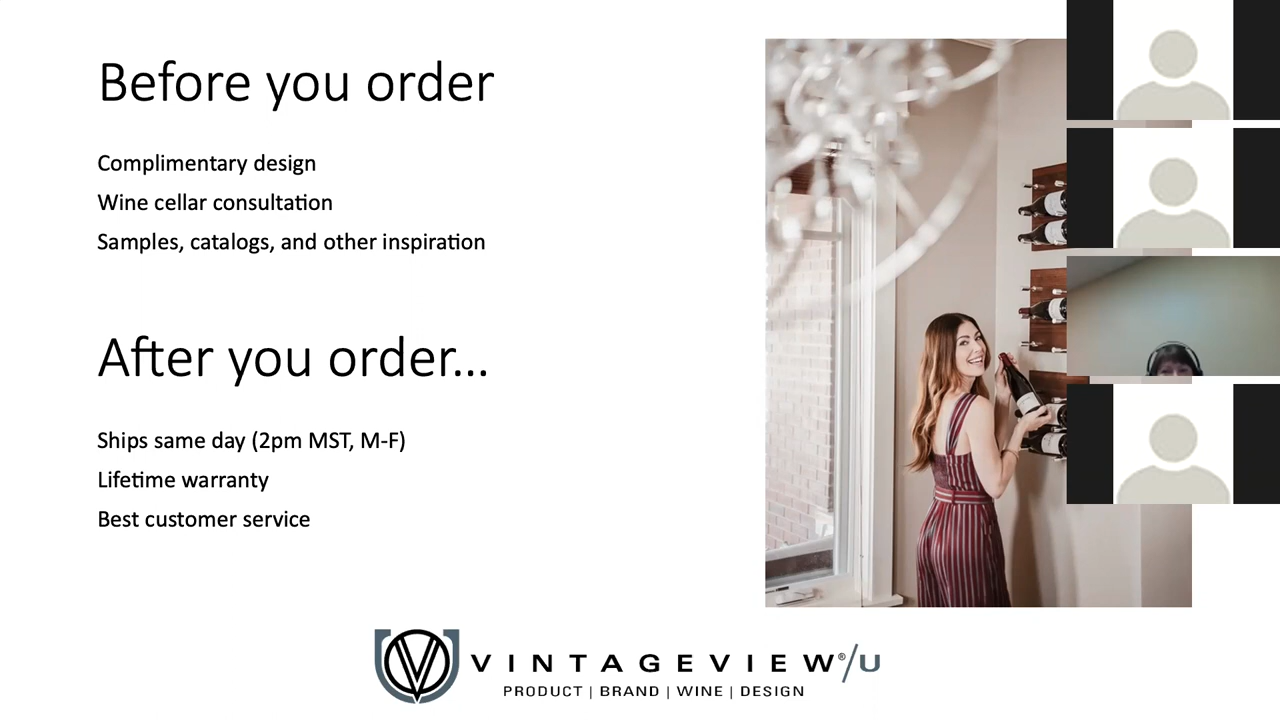 Before you order
Complimentary design
Wine cellar consultation
Samples, catalogs, and other inspiration
After you order...
Ships same day (2pm MST, M-F)
Lifetime warranty
Best customer service
VINTAGEVIEW®/U
PRODUCT | BRAND | WINE | DESIGN